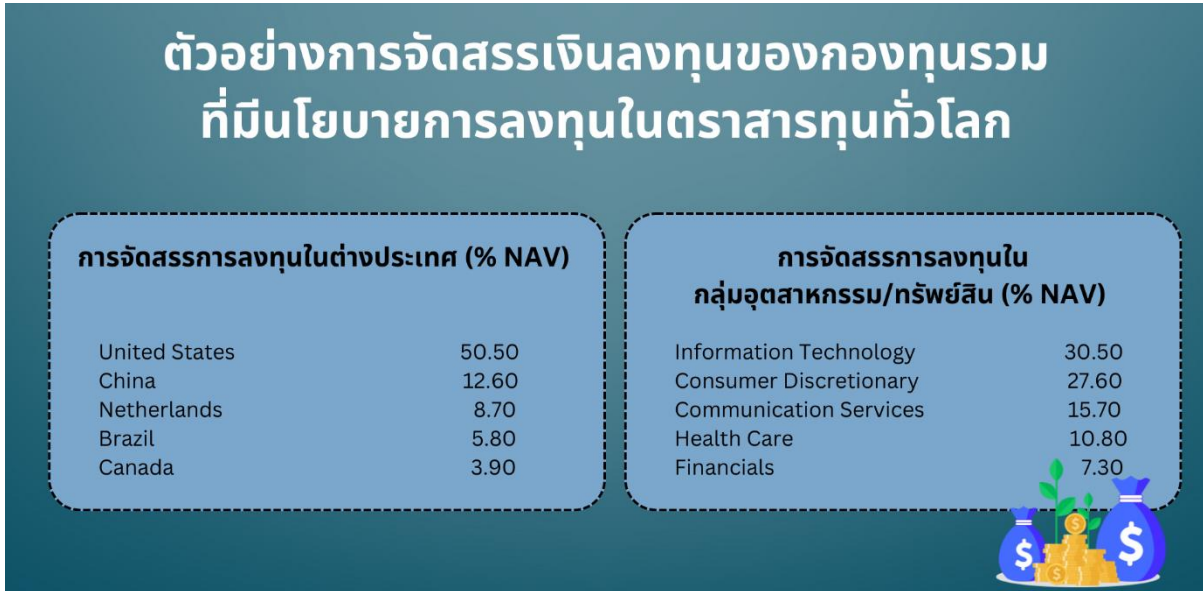 ตัวอย่างการจัดสรรเงินลงทุนของกองทุนรวม
ที่มีนโยบายการลงทุนในตราสารทุนทั่วโลก
การจัดสรรการลงทุนในต่างประเทศ (% NAV)
United States 50.50
China 12.60
Netherlands 8.70
Brazil 5.80
Canada 3.90
การจัดสรรการลงทุนใน
กลุ่มอุตสาหกรรม/ทรัพย์สิน (% NAV)
Information Technology 30.50
Consumer Discretionary 27.60
Communication Services 15.70
Health Care 10.80
Financials 7.30
$
$
$
$